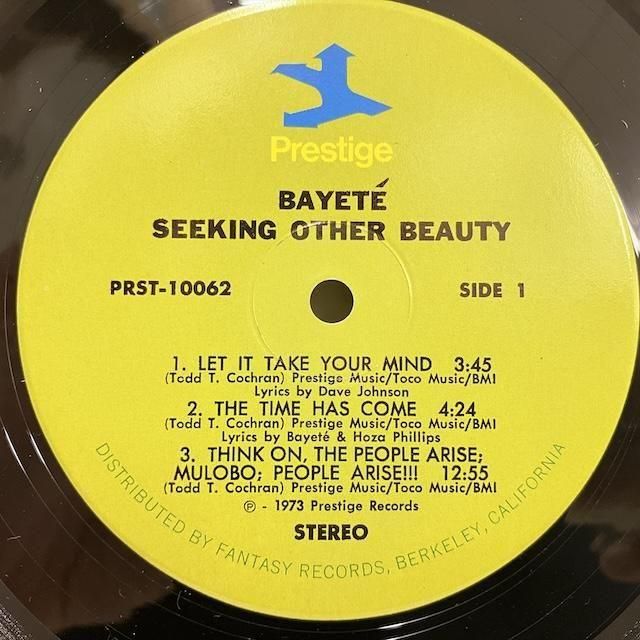 Prestige
BAYETÉ
SEEKING OTHER BEAUTY
PRST-10062
SIDE 1
1. LET IT TAKE YOUR MIND 3:45
(Todd T. Cochran) Prestige Music/Toco Music/BMI
Lyrics by Dave Johnson
2. THE TIME HAS COME 4:24
(Todd T. Cochran) Prestige Music/Toco Music/BMI
Lyrics by Bayeté & Hoza Phillips
3. THINK ON, THE PEOPLE ARISE;
MULOBO; PEOPLE ARISE!!! 12:55
(Todd T. Cochran) Prestige Music/Toco Music/BMI
℗ - 1973 Prestige Records
STEREO
DISTRIBUTED BY FANTASY RECORDS, BERKELEY, CALIFORNIA